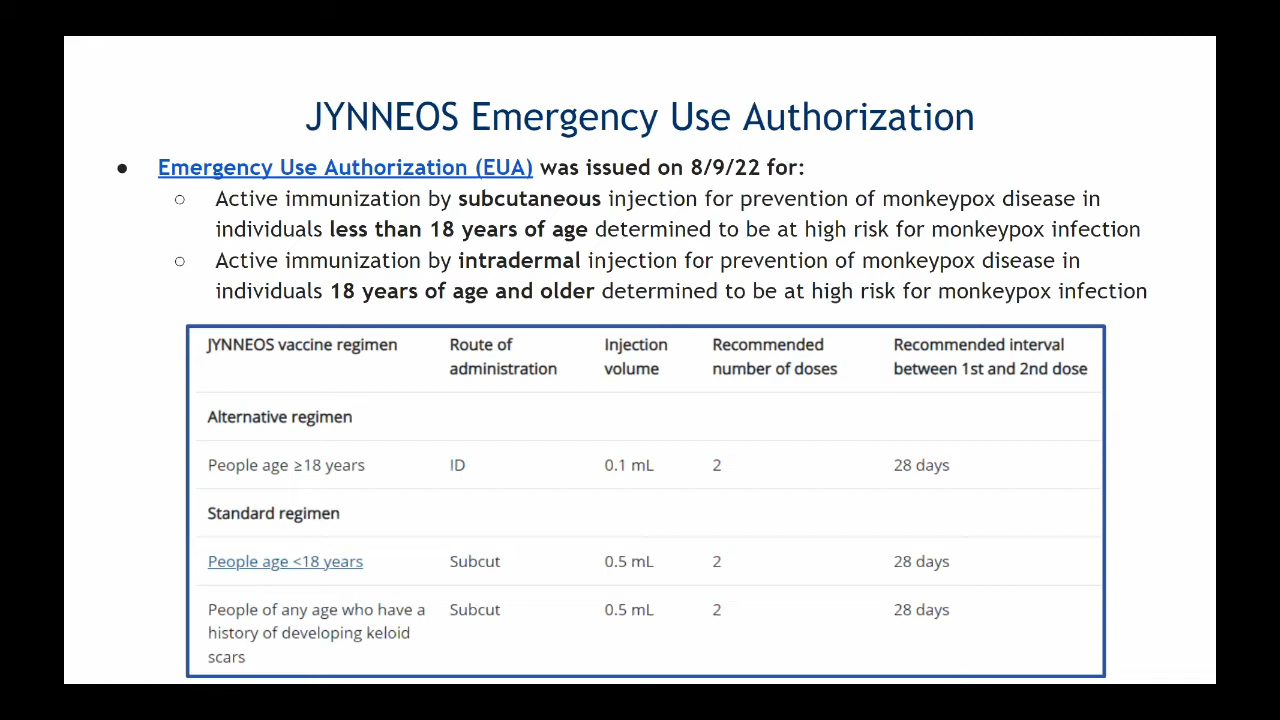 JYNNEOS Emergency Use Authorization
● Emergency Use Authorization (EUA) was issued on 8/9/22 for:
○ Active immunization by subcutaneous injection for prevention of monkeypox disease in
individuals less than 18 years of age determined to be at high risk for monkeypox infection
○ Active immunization by intradermal injection for prevention of monkeypox disease in
individuals 18 years of age and older determined to be at high risk for monkeypox infection
JYNNEOS vaccine regimen Route of administration Injection volume Recommended number of doses Recommended interval between 1st and 2nd dose
Alternative regimen
People age ≥18 years ID 0.1 mL 2 28 days
Standard regimen
People age <18 years Subcut 0.5 mL 2 28 days
People of any age who have a Subcut 0.5 mL 2 28 days
history of developing keloid
scars